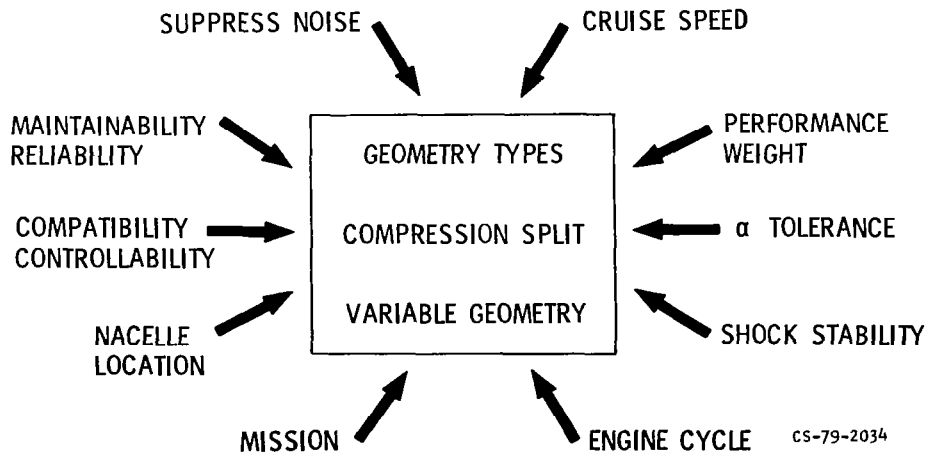 SUPPRESS NOISE
CRUISE SPEED
MAINTAINABILITY
RELIABILITY
GEOMETRY TYPES
PERFORMANCE
WEIGHT
COMPATIBILITY
CONTROLLABILITY
COMPRESSION SPLIT
α TOLERANCE
NACELLE
LOCATION
VARIABLE GEOMETRY
SHOCK STABILITY
MISSION
ENGINE CYCLE
CS-79-2034